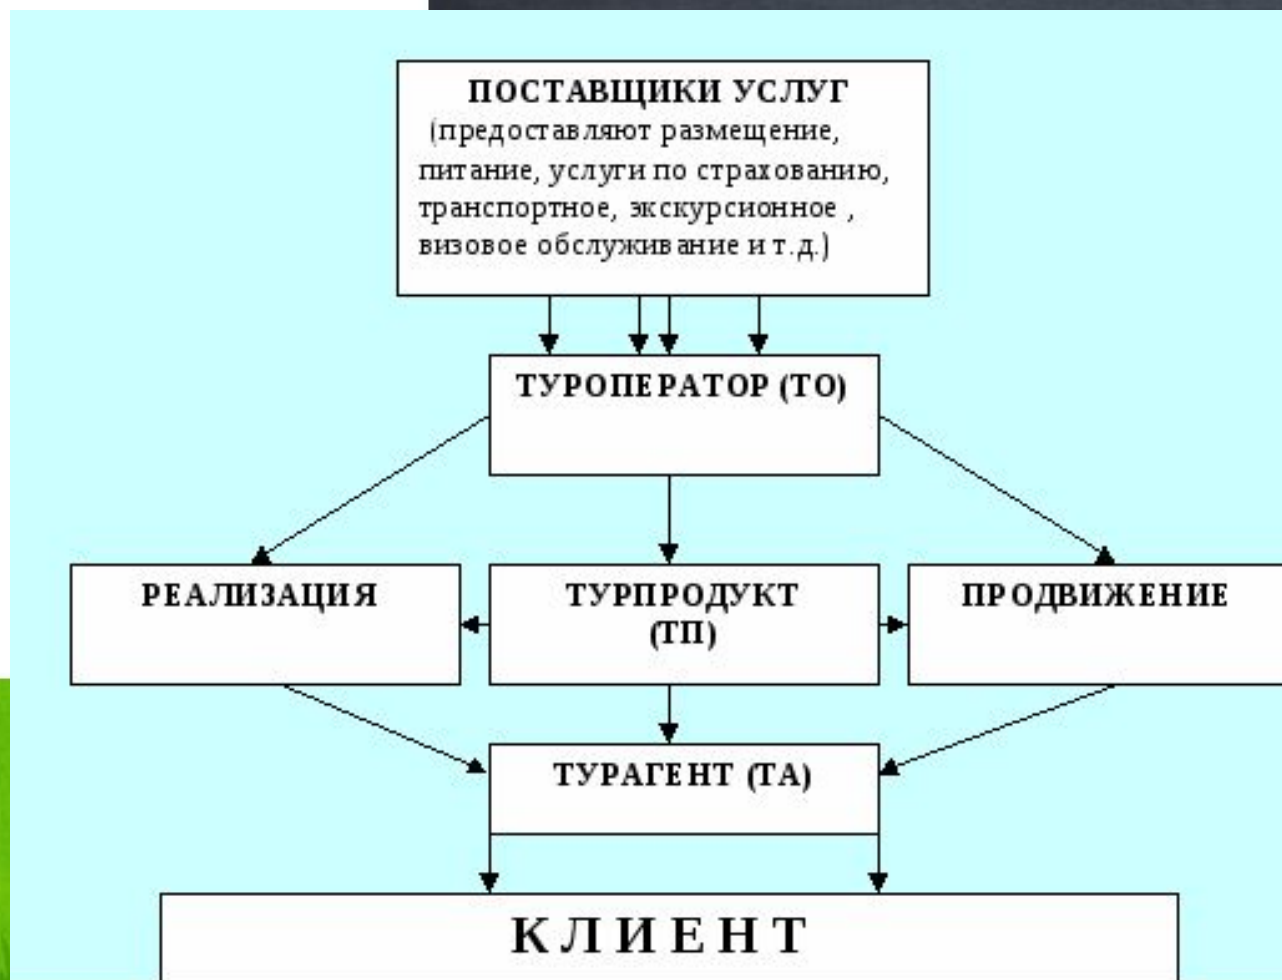 ПОСТАВЩИКИ УСЛУГ
(предоставляют размещение,
питание, услуги по страхованию,
транспортное, экскурсионное ,
визовое обслуживание и т.д.)
ТУРОПЕРАТОР (ТО)
РЕАЛИЗАЦИЯ
ТУРПРОДУКТ
(ТП)
ПРОДВИЖЕНИЕ
ТУРАГЕНТ (ТА)
КЛИЕНТ